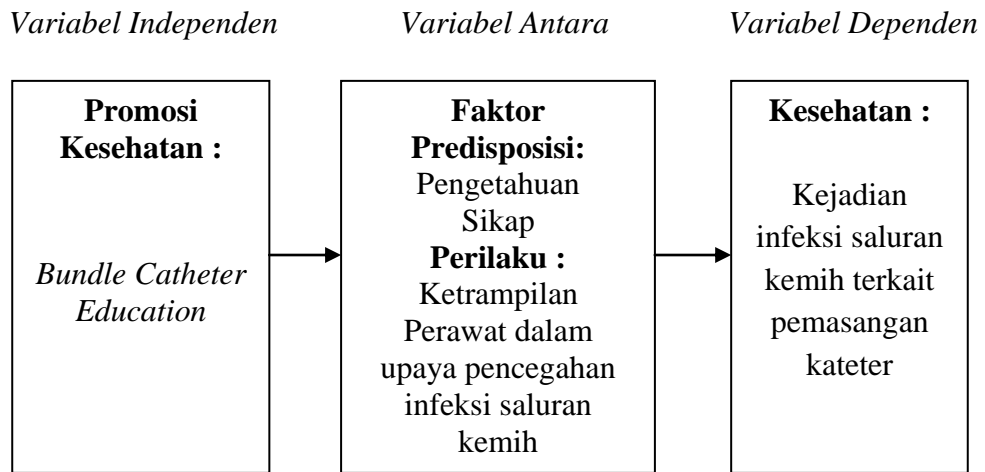 Variabel Independen
Variabel Antara
Variabel Dependen
Promosi
Kesehatan :
Bundle Catheter
Education
Faktor
Predisposisi:
Pengetahuan
Sikap
Perilaku :
Ketrampilan
Perawat dalam
upaya pencegahan
infeksi saluran
kemih
Kesehatan :
Kejadian
infeksi saluran
kemih terkait
pemasangan
kateter